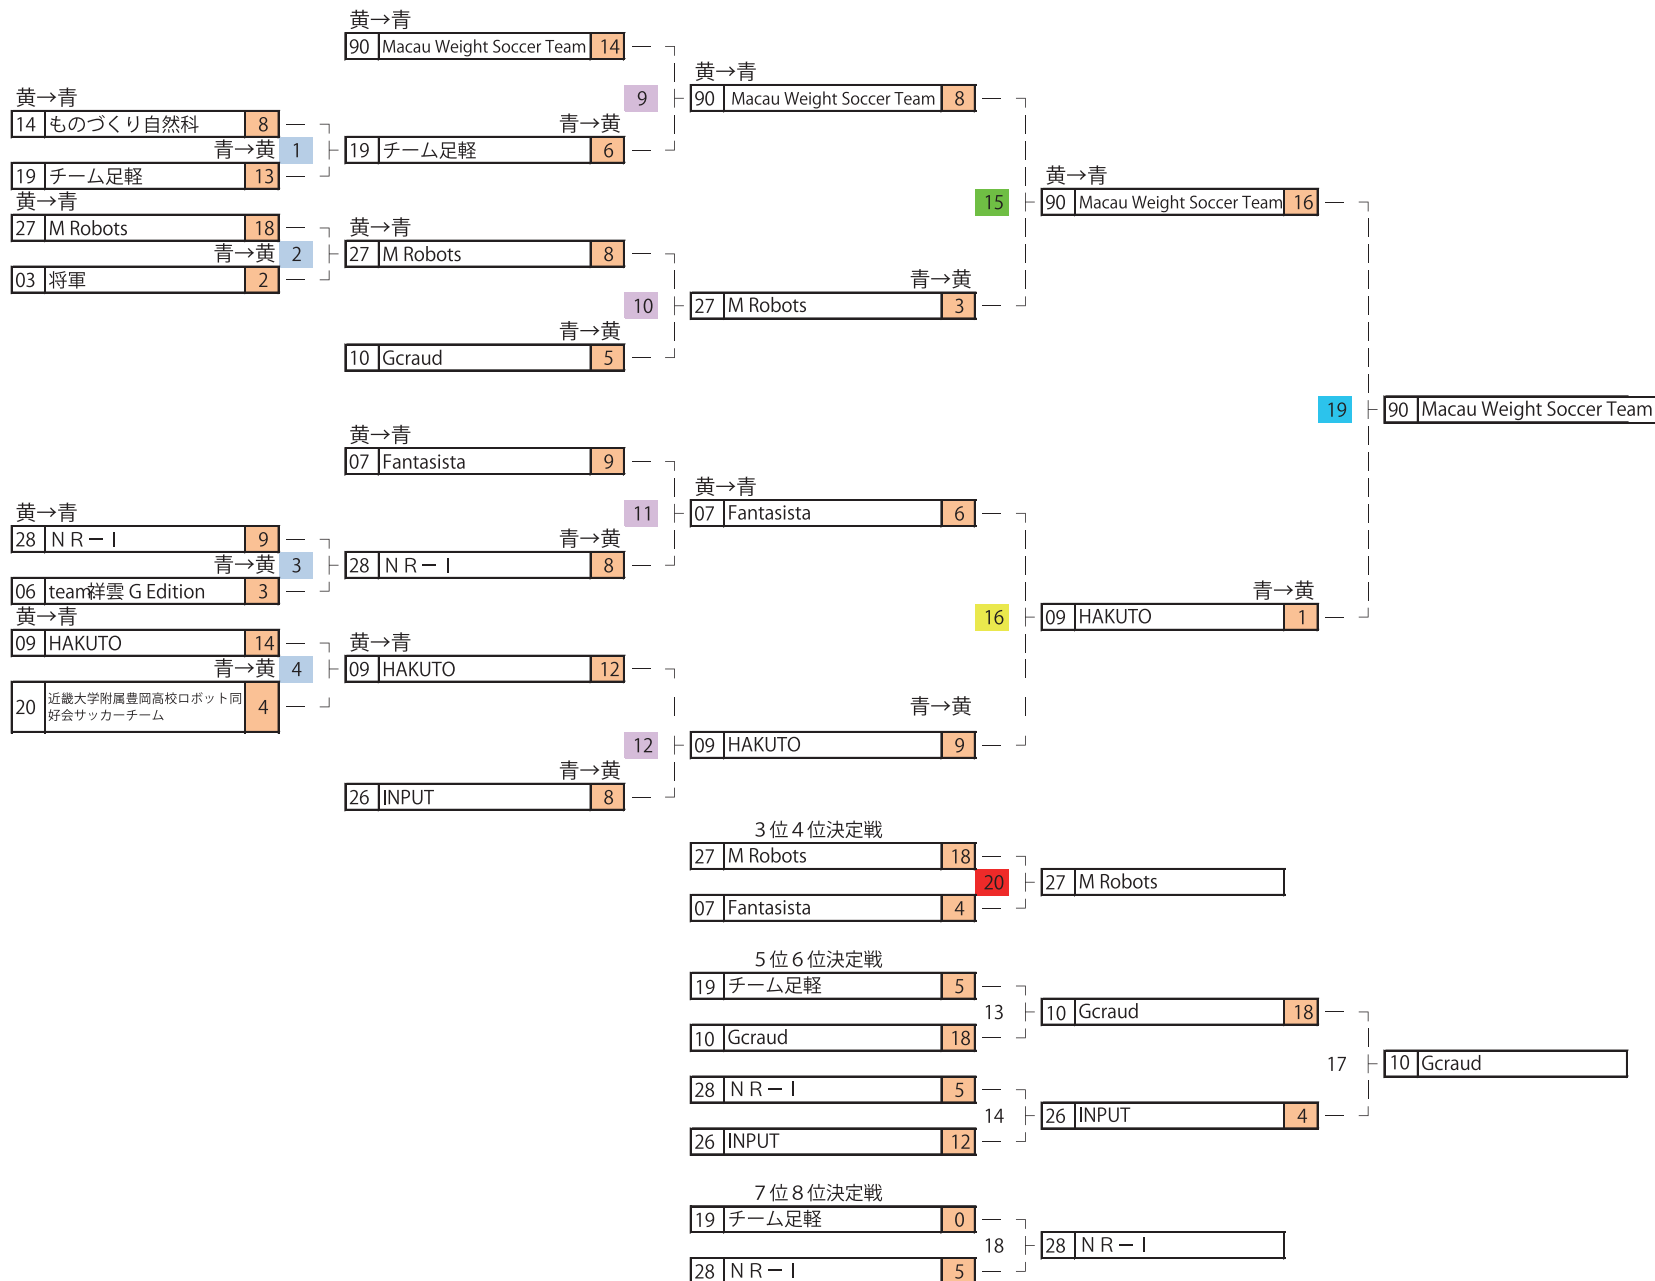 黄→青
90 Macau Weight Soccer Team 14
黄→青
9 90 Macau Weight Soccer Team 8
黄→青
14 ものづくり自然科 8
青→黄
青→黄 1 19 チーム足軽 6
19 チーム足軽 13
黄→青
90 Macau Weight Soccer Team 16
15
黄→青
27 M Robots 18
黄→青
青→黄 2 27 M Robots 8
03 将軍 2
青→黄
10 27 M Robots 3
青→黄
10 Gcraud 5
19 90 Macau Weight Soccer Team
黄→青
07 Fantasista 9
黄→青
11 07 Fantasista 6
黄→青
28 ＮＲ－Ｉ 9
青→黄
青→黄 3 28 ＮＲ－Ｉ 8
06 team祥雲 G Edition 3
青→黄
16 09 HAKUTO 1
黄→青
09 HAKUTO 14
黄→青
青→黄 4 09 HAKUTO 12
20 近畿大学附属豊岡高校ロボット同
好会サッカーチーム 4
青→黄
12 09 HAKUTO 9
青→黄
26 INPUT 8
３位４位決定戦
27 M Robots 18
20 27 M Robots
07 Fantasista 4
５位６位決定戦
19 チーム足軽 5
13 10 Gcraud 18
10 Gcraud 18
17 10 Gcraud
28 ＮＲ－Ｉ 5
14 26 INPUT 4
26 INPUT 12
７位８位決定戦
19 チーム足軽 0
18 28 ＮＲ－Ｉ
28 ＮＲ－Ｉ 5